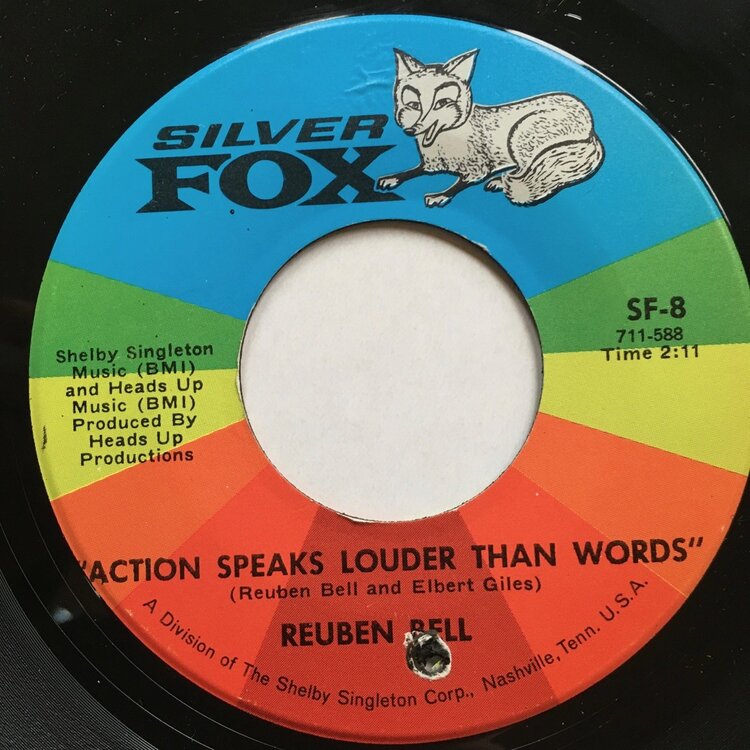 SILVER
FOX
SF-8
711-588
Time 2:11
Shelby Singleton
Music (BMI)
and Heads Up
Music (BMI)
Produced By
Heads Up
Productions
"ACTION SPEAKS LOUDER THAN WORDS"
(Reuben Bell and Elbert Giles)
REUBEN BELL
A Division of The Shelby Singleton Corp., Nashville, Tenn. U.S.A.